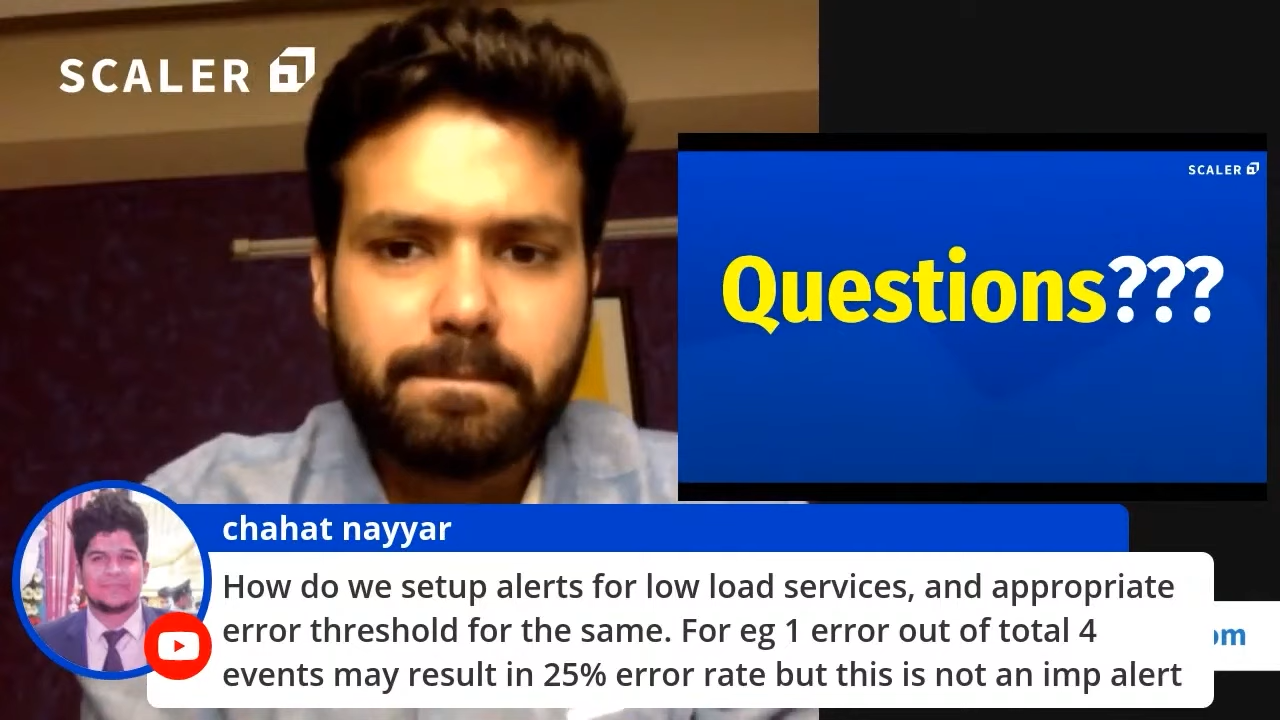 SCALER
SCALER
Questions???
chahat nayyar
How do we setup alerts for low load services, and appropriate
error threshold for the same. For eg 1 error out of total 4
events may result in 25% error rate but this is not an imp alert